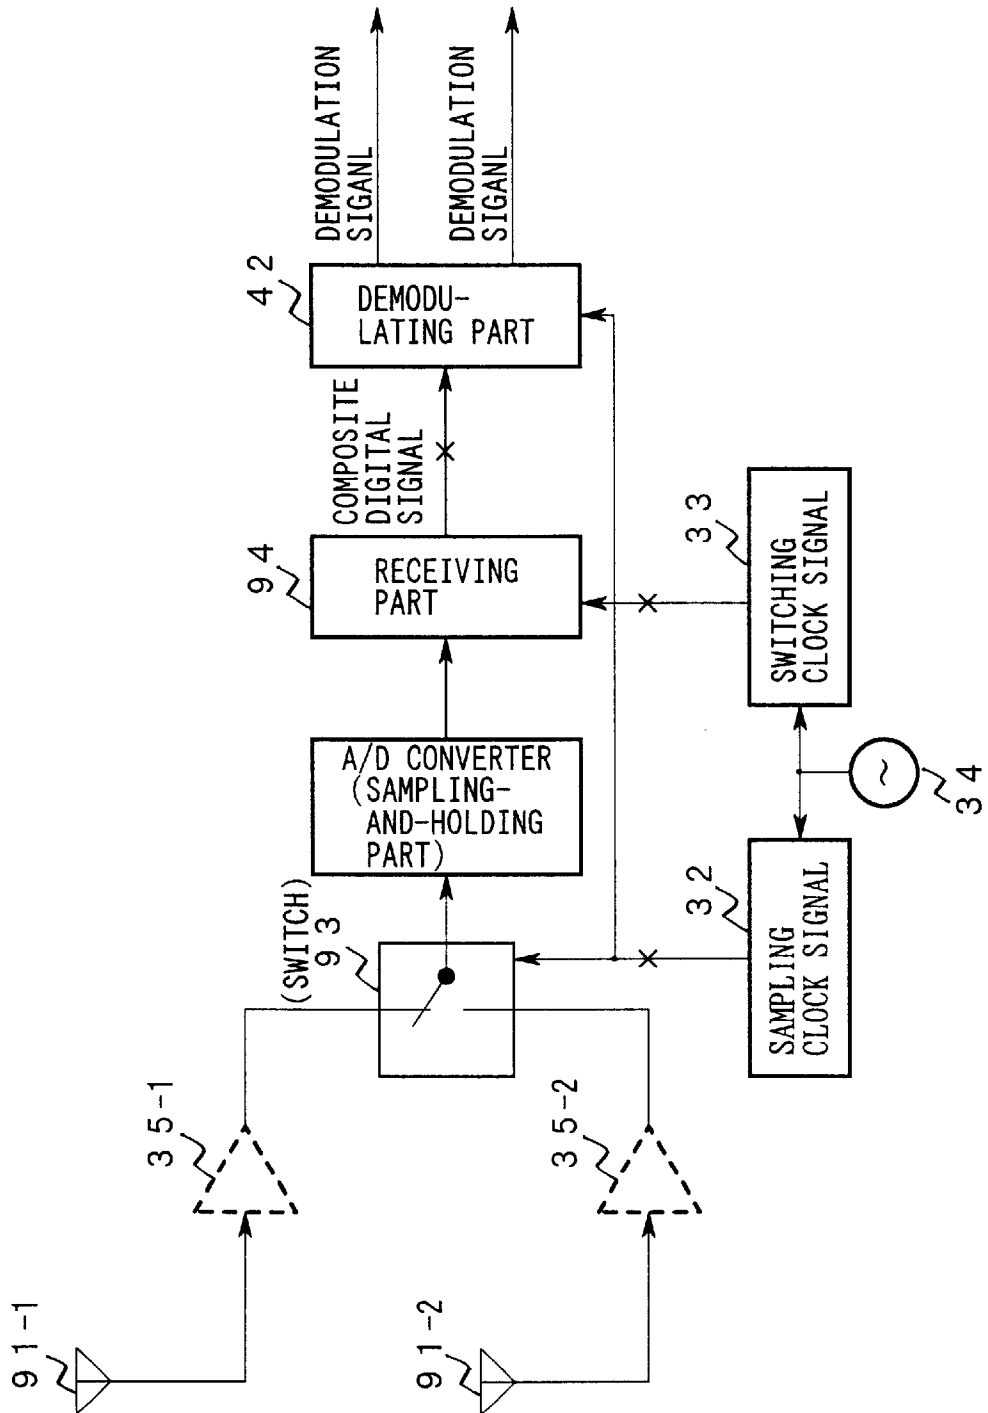 91-1
35-1
(SWITCH)
93
A/D CONVERTER
(SAMPLING-
AND-HOLDING
PART)
94
RECEIVING
PART
COMPOSITE
DIGITAL
SIGNAL
42
DEMODU-
LATING PART
DEMODULATION
SIGANL
DEMODULATION
SIGANL
91-2
35-2
32
SAMPLING
CLOCK SIGNAL
~
34
33
SWITCHING
CLOCK SIGNAL